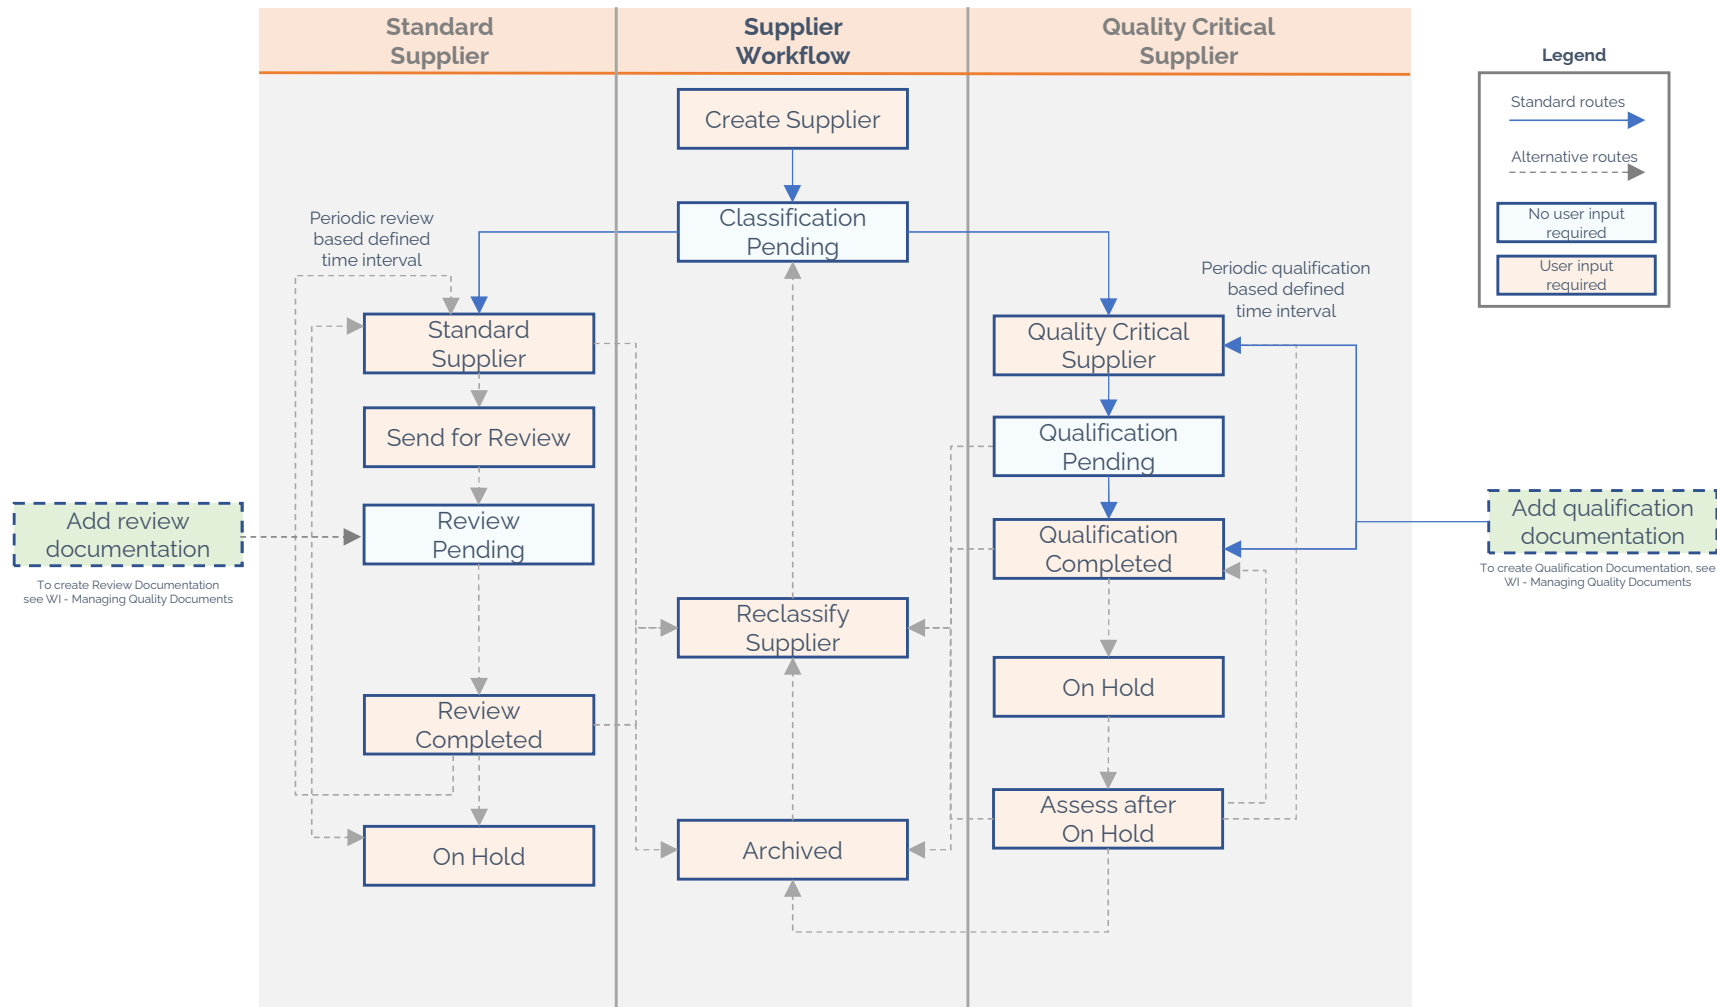 Standard
Supplier
Supplier
Workflow
Quality Critical
Supplier
Legend
Standard routes
Alternative routes
No user input
required
User input
required
Create Supplier
Classification
Pending
Periodic review
based defined
time interval
Periodic qualification
based defined
time interval
Standard
Supplier
Quality Critical
Supplier
Send for Review
Qualification
Pending
Add review
documentation
To create Review Documentation
see WI - Managing Quality Documents
Review
Pending
Qualification
Completed
Add qualification
documentation
To create Qualification Documentation, see
WI - Managing Quality Documents
Reclassify
Supplier
On Hold
Review
Completed
Assess after
On Hold
On Hold
Archived